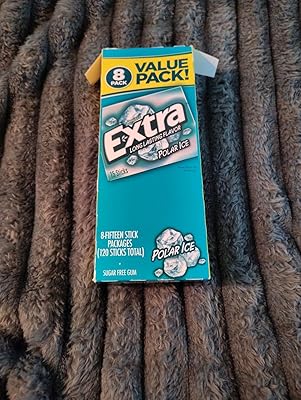 8 PACK
VALUE PACK!
Extra
LONG LASTING FLAVOR
POLAR ICE
15 Sticks
8-FIFTEEN STICK
PACKAGES
(120 STICKS TOTAL)
SUGAR FREE GUM
POLAR ICE